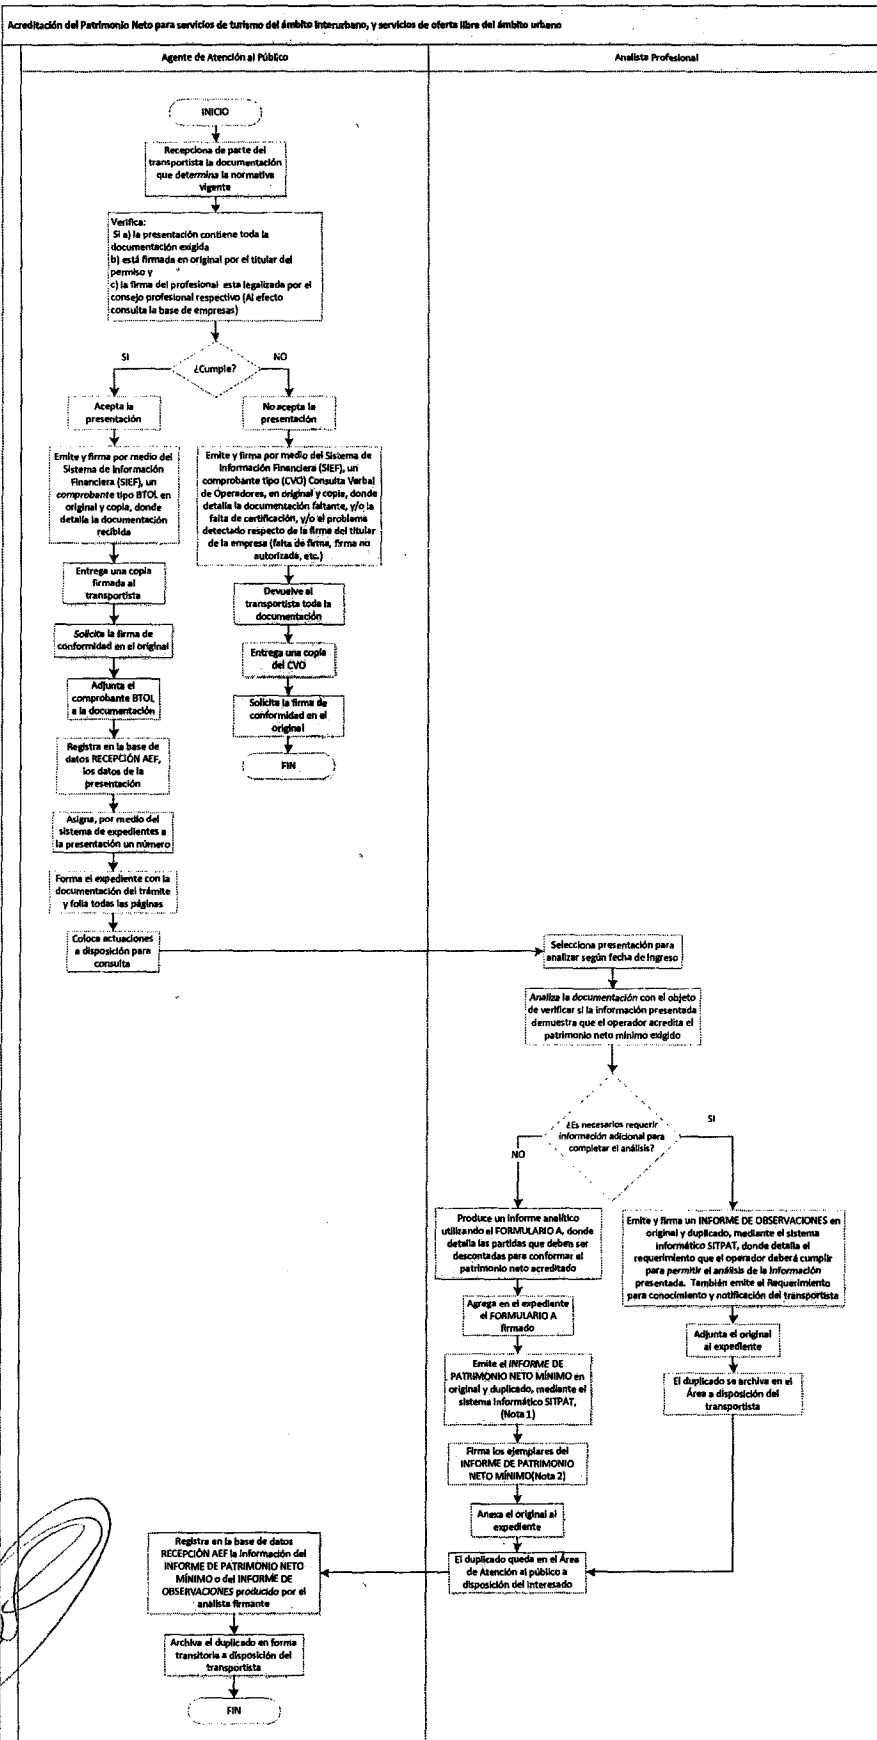 Acreditación del Patrimonio Neto para servicios de turismo del ámbito interurbano, y servicios de oferta libre del ámbito urbano
Agente de Atención al Público
Analista Profesional
INICIO
Recepciona de parte del
transportista la documentación
que determina la normativa
vigente
Verifica:
Si a) la presentación contiene toda la
documentación exigida
b) está firmada en original por el titular del
permiso y
c) la firma del profesional esta legalizada por el
consejo profesional respectivo (Al efecto
consulta la base de empresas)
¿Cumple?
SI
NO
Acepta la
presentación
Emite y firma por medio del
Sistema de Información
Financiera (SIEF), un
comprobante tipo BTOL en
original y copia, donde
detalla la documentación
recibida
Entrega una copia
firmada al
transportista
Solicita la firma de
conformidad en el original
Adjunta el
comprobante BTOL
a la documentación
Registra en la base de
datos RECEPCIÓN AEF,
los datos de la
presentación
Asigna, por medio del
sistema de expedientes a
la presentación un número
Forma el expediente con la
documentación del trámite
y folia todas las páginas
Coloca actuaciones
a disposición para
consulta
No acepta la
presentación
Emite y firma por medio del Sistema de
Información Financiera (SIEF), un
comprobante tipo (CVO) Consulta Verbal
de Operadores, en original y copia, donde
detalla la documentación faltante, y/o la
falta de certificación, y/o el problema
detectado respecto de la firma del titular
de la empresa (falta de firma, firma no
autorizada, etc.)
Devuelve al
transportista toda la
documentación
Entrega una copia
del CVO
Solicita la firma de
conformidad en el
original
FIN
Selecciona presentación para
analizar según fecha de ingreso
Analiza la documentación con el objeto
de verificar si la información presentada
demuestra que el operador acredita el
patrimonio neto mínimo exigido
¿Es necesarios requerir
información adicional para
completar el análisis?
NO
SI
Produce un informe analítico
utilizando el FORMULARIO A, donde
detalla las partidas que deben ser
descontadas para conformar el
patrimonio neto acreditado
Agrega en el expediente
el FORMULARIO A
firmado
Emite el INFORME DE
PATRIMONIO NETO MÍNIMO en
original y duplicado, mediante el
sistema informático SITPAT,
(Nota 1)
Firma los ejemplares del
INFORME DE PATRIMONIO
NETO MÍNIMO(Nota 2)
Anexa el original al
expediente
El duplicado queda en el Área
de Atención al público a
disposición del interesado
Emite y firma un INFORME DE OBSERVACIONES en
original y duplicado, mediante el sistema
informático SITPAT, donde detalla el
requerimiento que el operador deberá cumplir
para permitir el análisis de la información
presentada. También emite el Requerimiento
para conocimiento y notificación del transportista
Adjunta el original
al expediente
El duplicado se archiva en el
Área a disposición del
transportista
Registra en la base de datos
RECEPCIÓN AEF la información del
INFORME DE PATRIMONIO NETO
MÍNIMO o del INFORME DE
OBSERVACIONES producido por el
analista firmante
Archiva el duplicado en forma
transitoria a disposición del
transportista
FIN